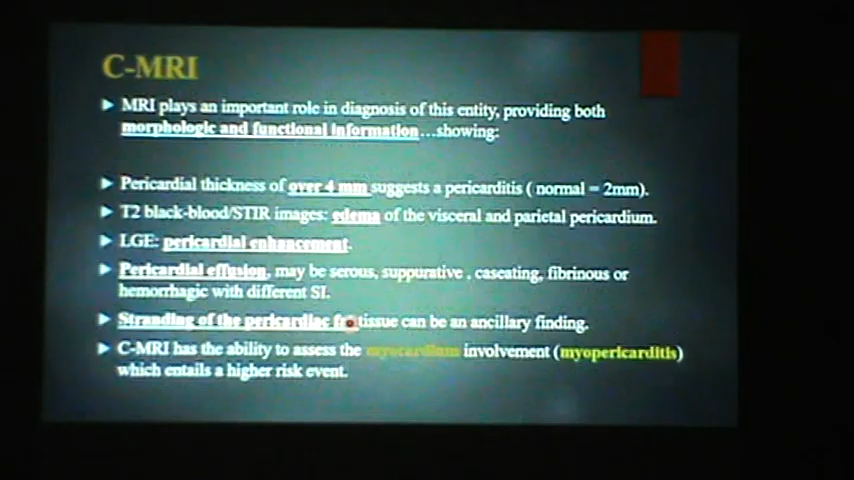 C-MRI
MRI plays an important role in diagnosis of this entity, providing both
morphologic and functional information…showing:
Pericardial thickness of over 4 mm suggests a pericarditis ( normal = 2mm).
T2 black-blood/STIR images: edema of the visceral and parietal pericardium.
LGE: pericardial enhancement.
Pericardial effusion, may be serous, suppurative , caseating, fibrinous or
hemorrhagic with different SI.
Stranding of the pericardiac tissue can be an ancillary finding.
C-MRI has the ability to assess the myocardium involvement (myopericarditis)
which entails a higher risk event.